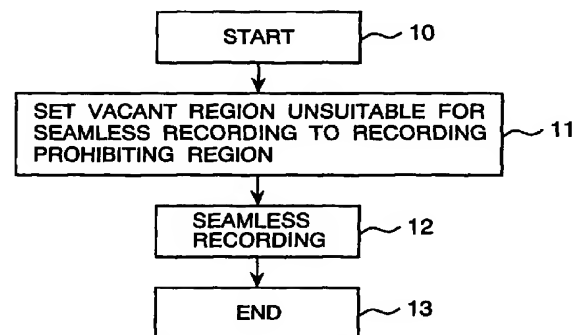 START
10
SET VACANT REGION UNSUITABLE FOR
SEAMLESS RECORDING TO RECORDING
PROHIBITING REGION
11
SEAMLESS
RECORDING
12
END
13